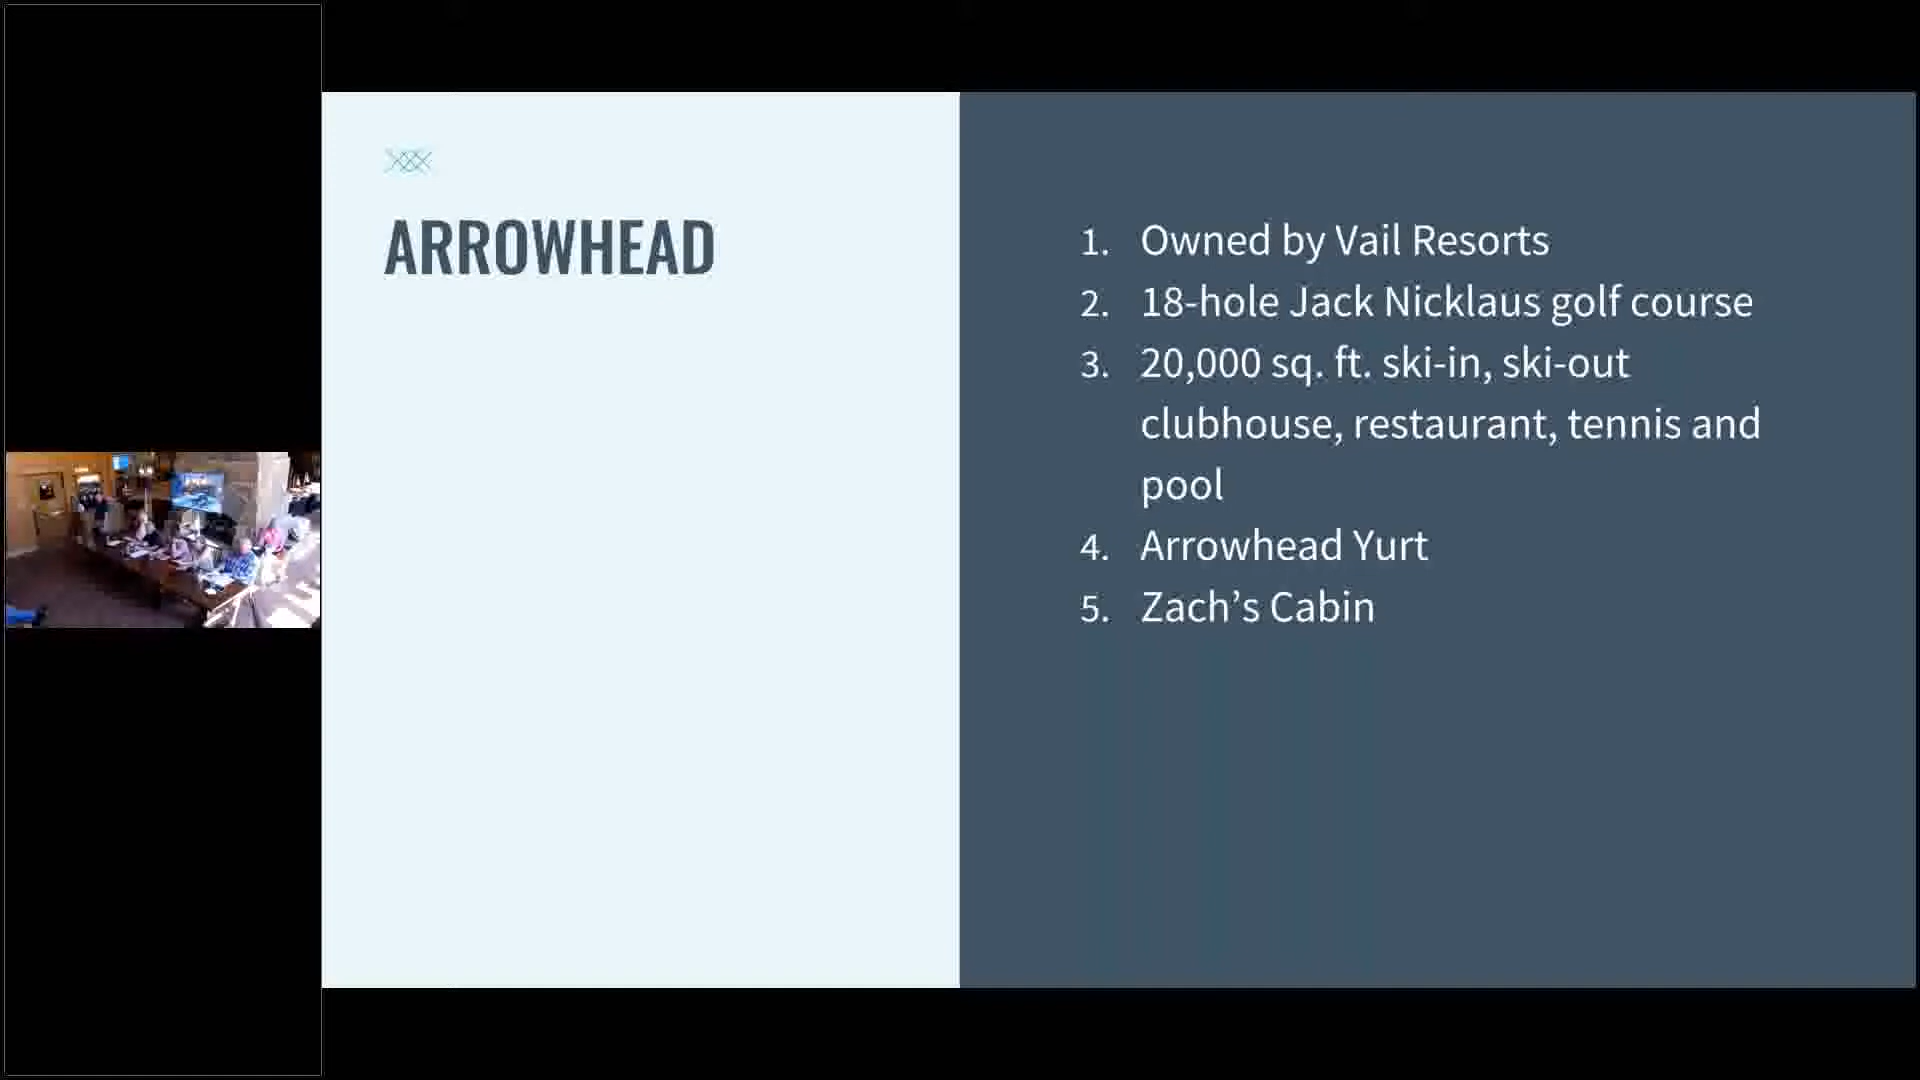 ARROWHEAD
1. Owned by Vail Resorts
2. 18-hole Jack Nicklaus golf course
3. 20,000 sq. ft. ski-in, ski-out
clubhouse, restaurant, tennis and
pool
4. Arrowhead Yurt
5. Zach’s Cabin